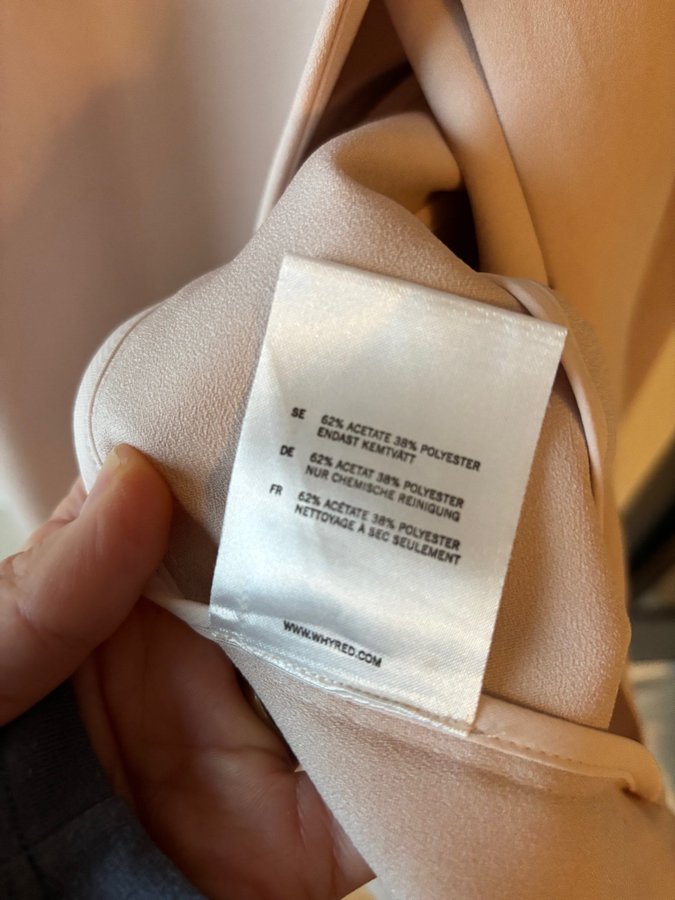 SE 62% ACETATE 38% POLYESTER
ENDAST KEMTVÄTT
DE 62% ACETAT 38% POLYESTER
NUR CHEMISCHE REINIGUNG
FR 62% ACÉTATE 38% POLYESTER
NETTOYAGE À SEC SEULEMENT
WWW.WHYRED.COM